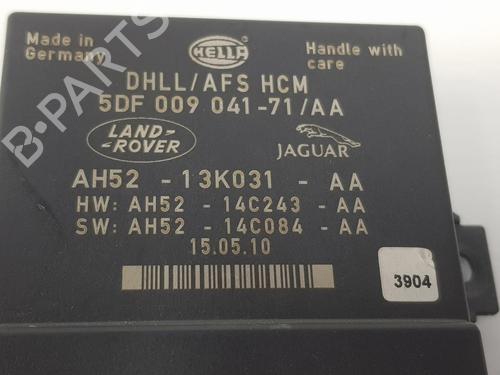 Made in
Germany
HELLA
Handle with
care
DHLL/AFS HCM
5DF 009 041-71/AA
LAND-
ROVER
JAGUAR
AH52 - 13K031 - AA
HW: AH52 - 14C243 - AA
SW: AH52 - 14C084 - AA
15.05.10
3904
B-PARTS